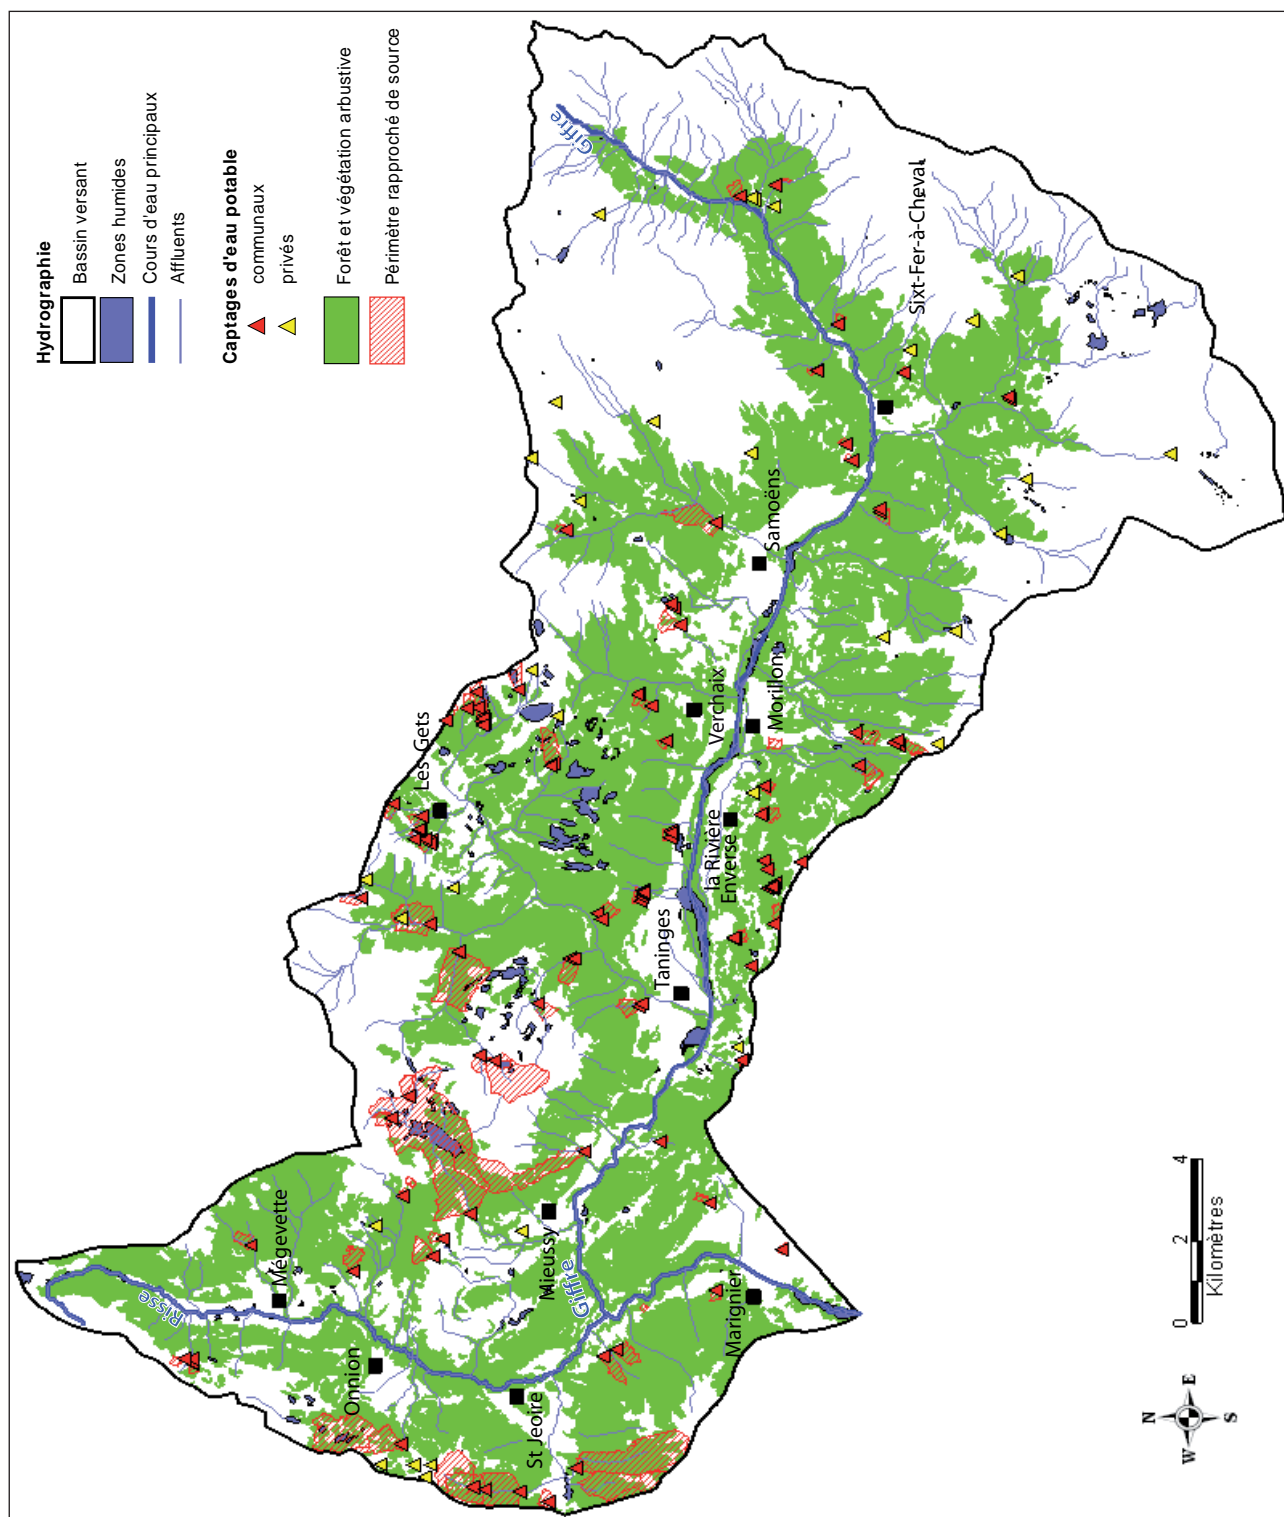 Hydrographie
Bassin versant
Zones humides
Cours d'eau principaux
Affluents
Captages d'eau potable
communaux
privés
Forêt et végétation arbustive
Périmètre rapproché de source
Giffre
Sixt-Fer-à-Cheval
Samoëns
Morillon
Verchaix
Les Gets
la Rivière
Enverse
Taninges
Mieussy
Giffre
Mégevette
Risse
Onnion
St Jeoire
Marignier
0 2 4
Kilomètres
N
W E
S